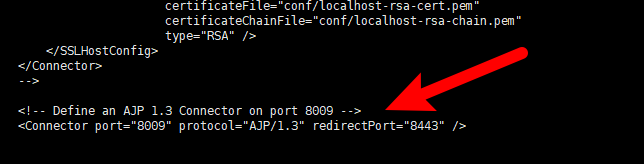 certificateFile="conf/localhost-rsa-cert.pem"
certificateChainFile="conf/localhost-rsa-chain.pem"
type="RSA" />
</SSLHostConfig>
</Connector>
-->
<!-- Define an AJP 1.3 Connector on port 8009 -->
<Connector port="8009" protocol="AJP/1.3" redirectPort="8443" />